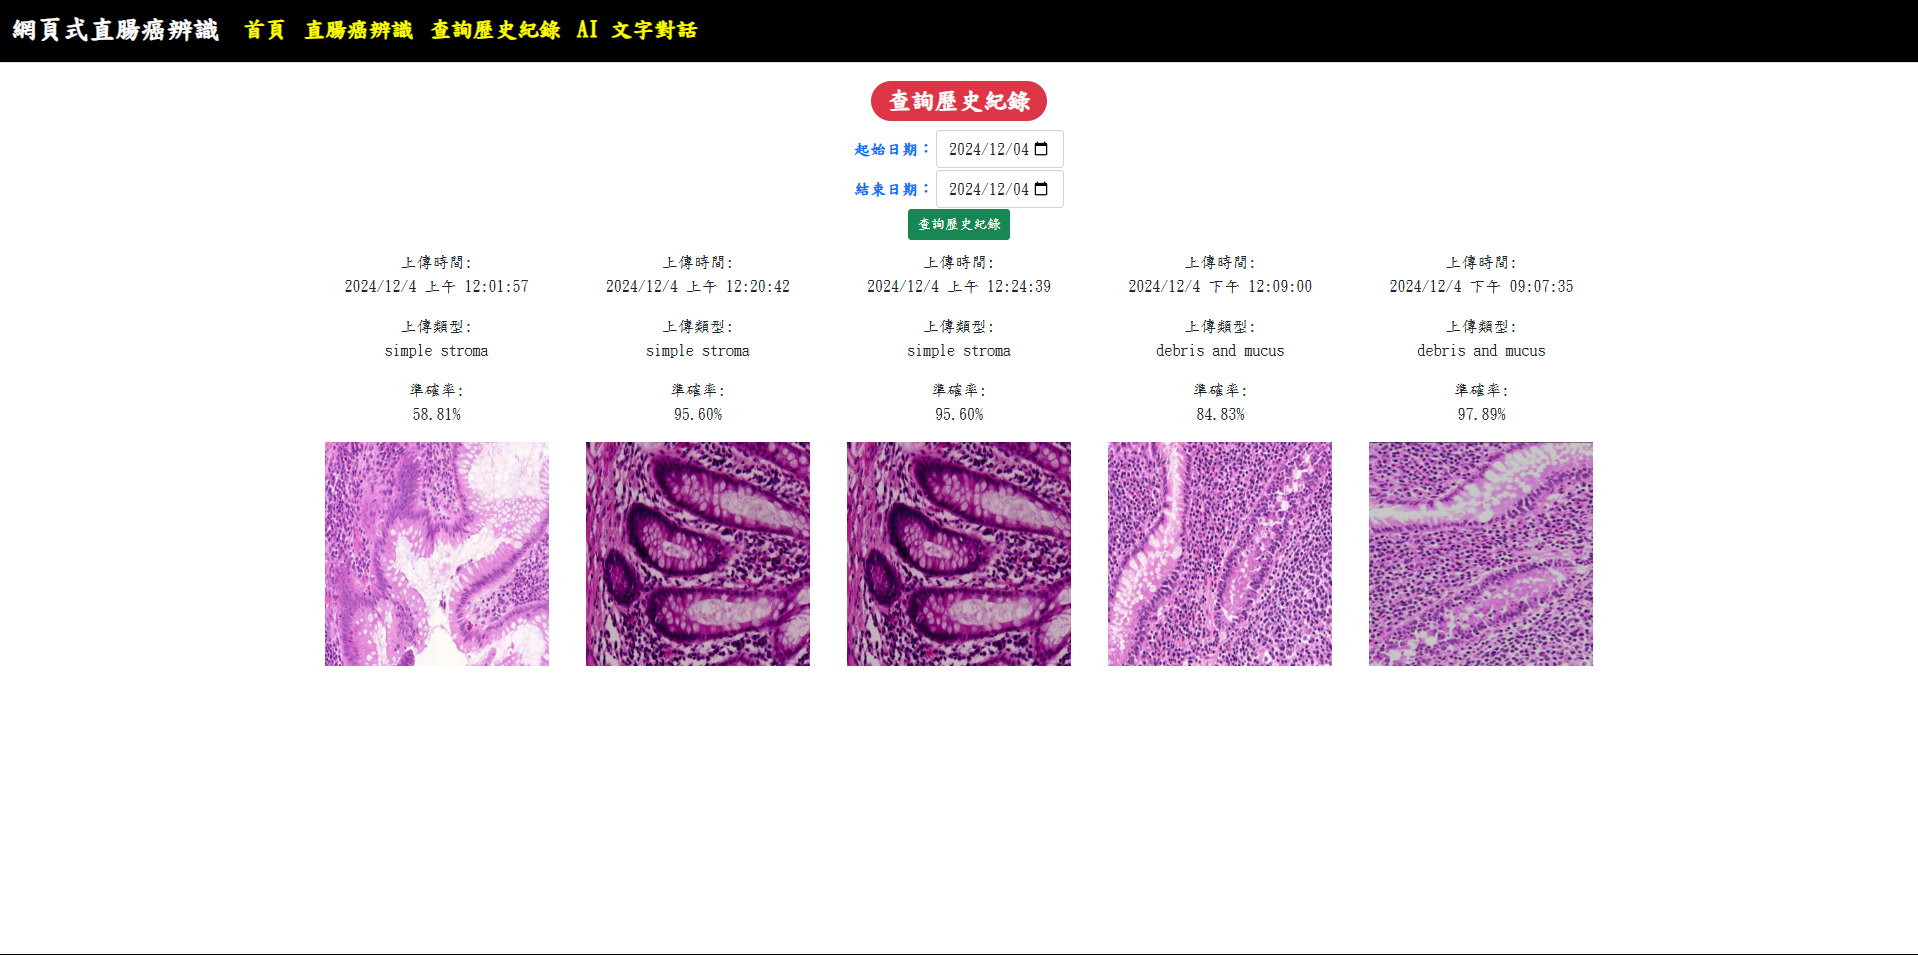 網頁式直腸癌辨識 首頁 直腸癌辨識 查詢歷史紀錄 AI 文字對話
查詢歷史紀錄
起始日期： 2024/12/04
結束日期： 2024/12/04
查詢歷史紀錄
上傳時間:
2024/12/4 上午 12:01:57
上傳類型:
simple stroma
準確率:
58.81%
上傳時間:
2024/12/4 上午 12:20:42
上傳類型:
simple stroma
準確率:
95.60%
上傳時間:
2024/12/4 上午 12:24:39
上傳類型:
simple stroma
準確率:
95.60%
上傳時間:
2024/12/4 下午 12:09:00
上傳類型:
debris and mucus
準確率:
84.83%
上傳時間:
2024/12/4 下午 09:07:35
上傳類型:
debris and mucus
準確率:
97.89%